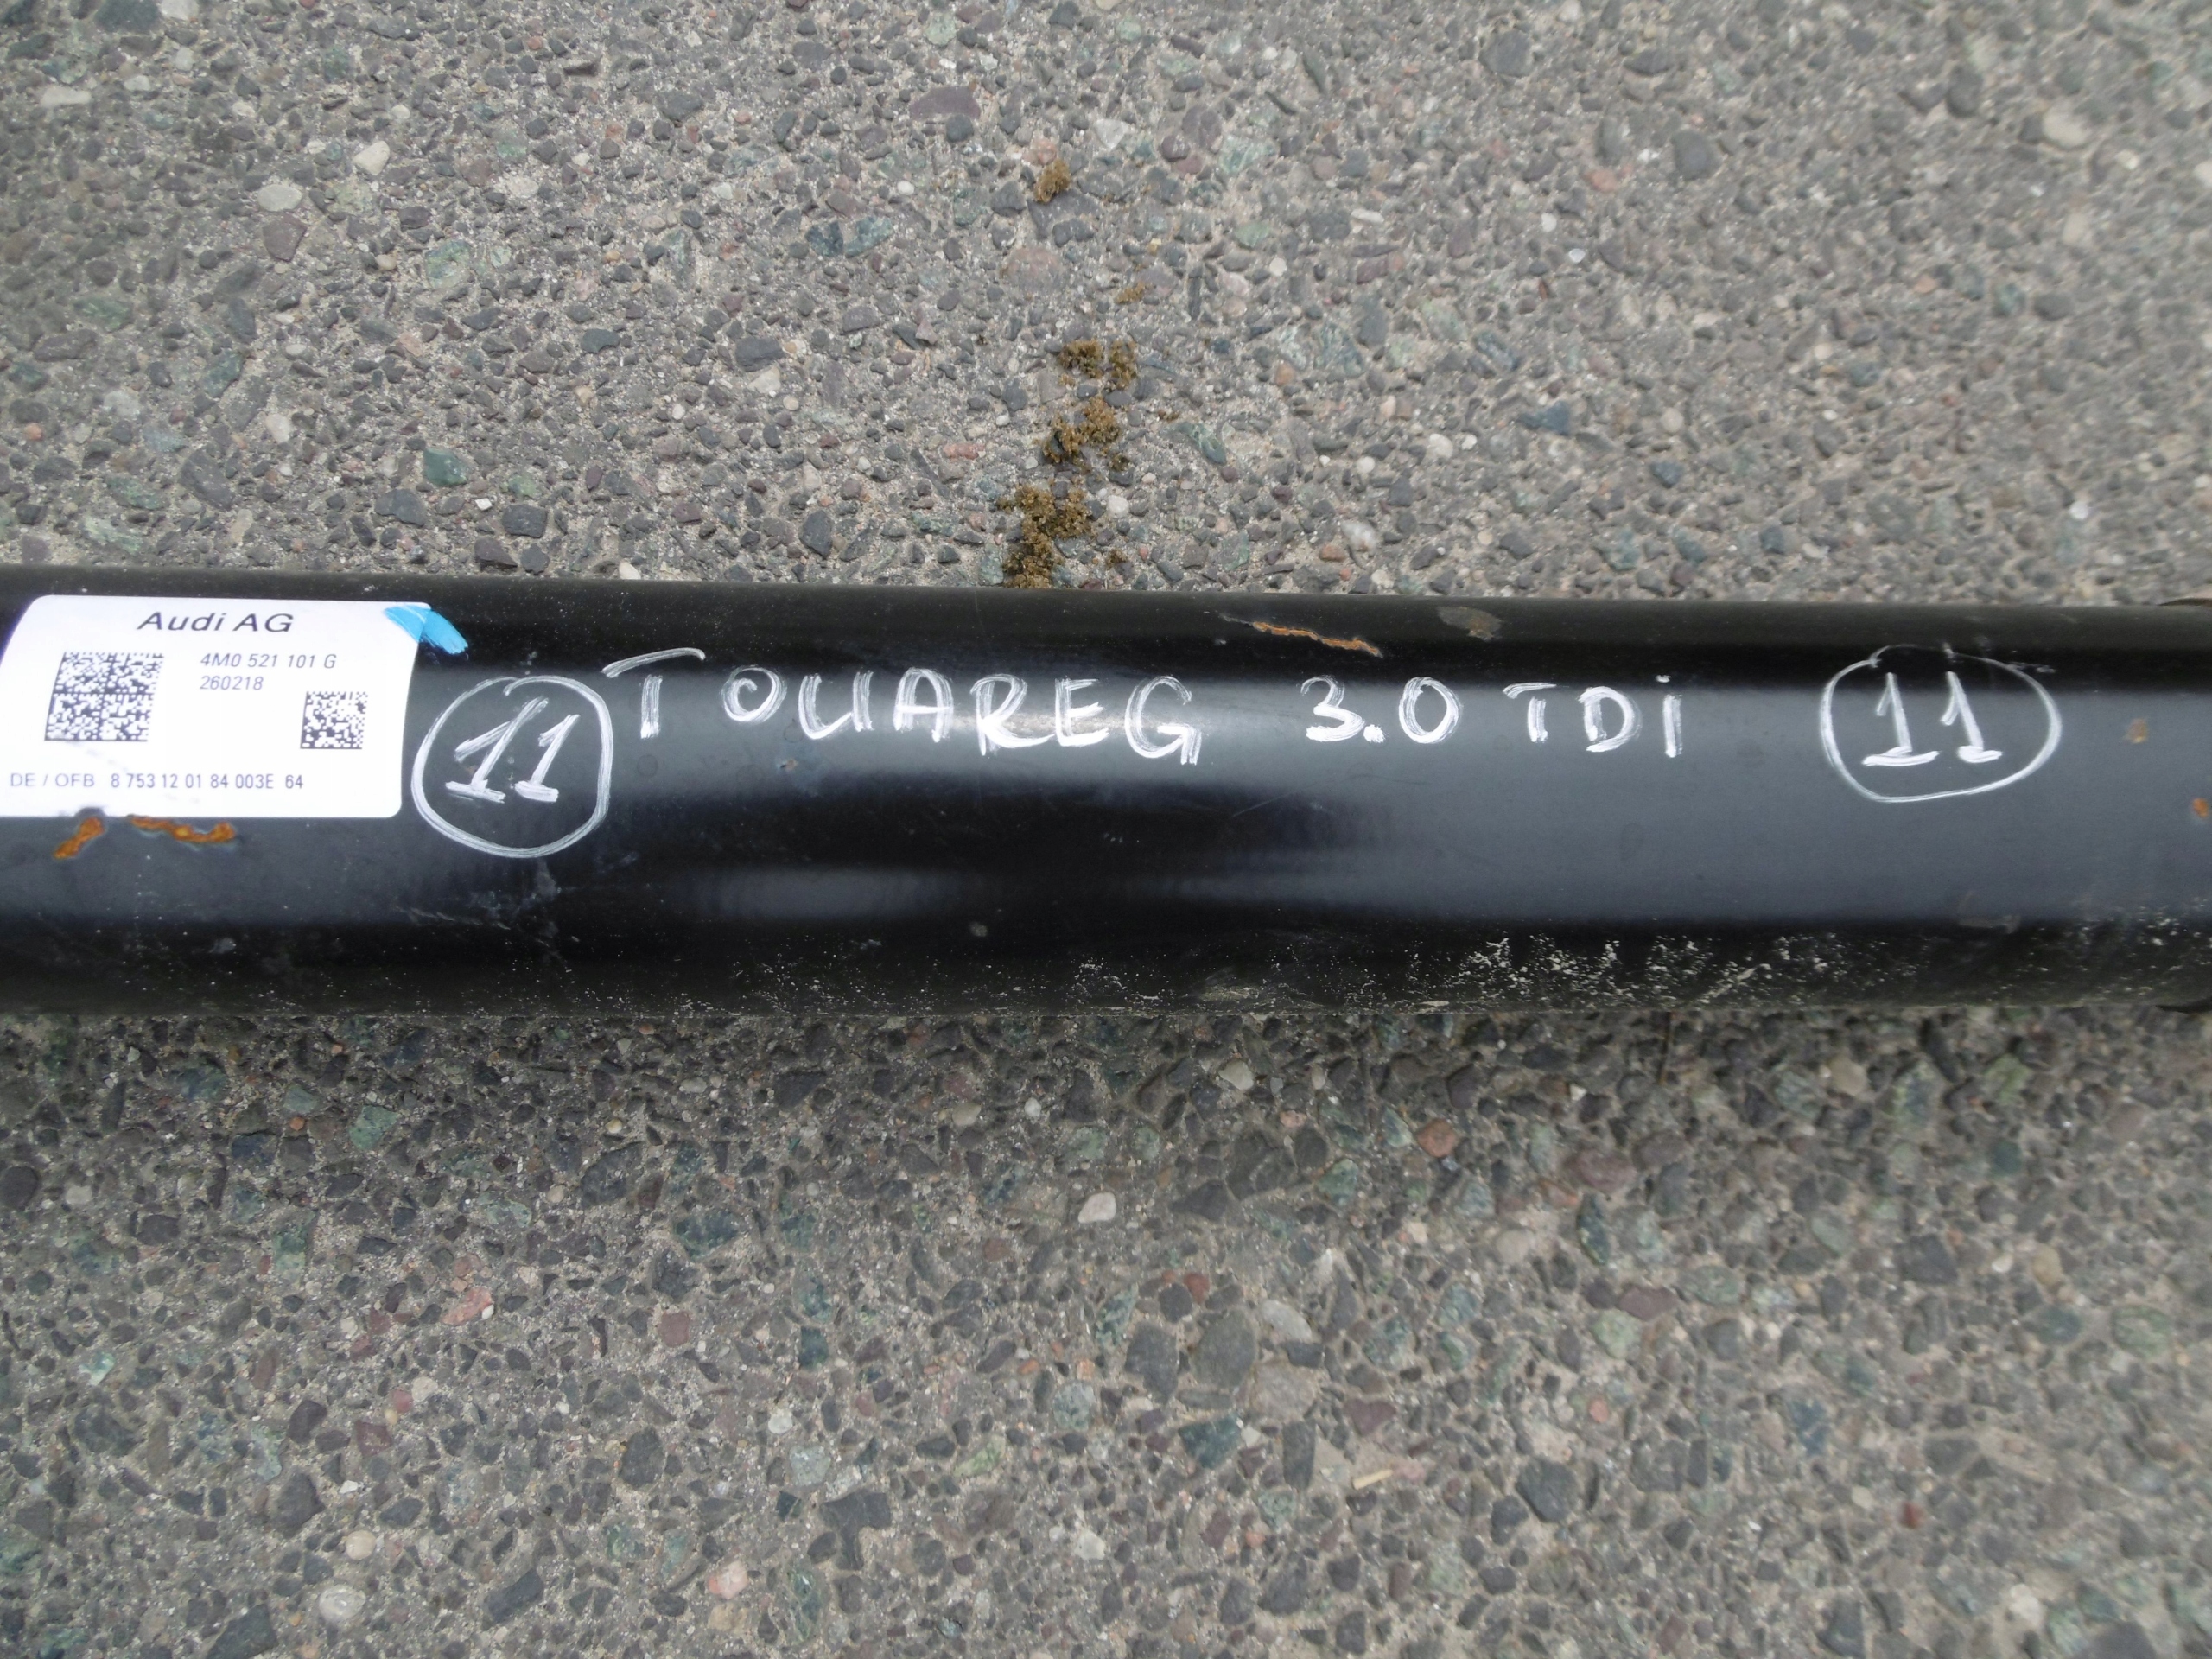 Audi AG
4M0 521 101 G
260218
DE / OFB 8 753 12 01 84 003E 64
11 TOUAREG 3.0 TDi 11